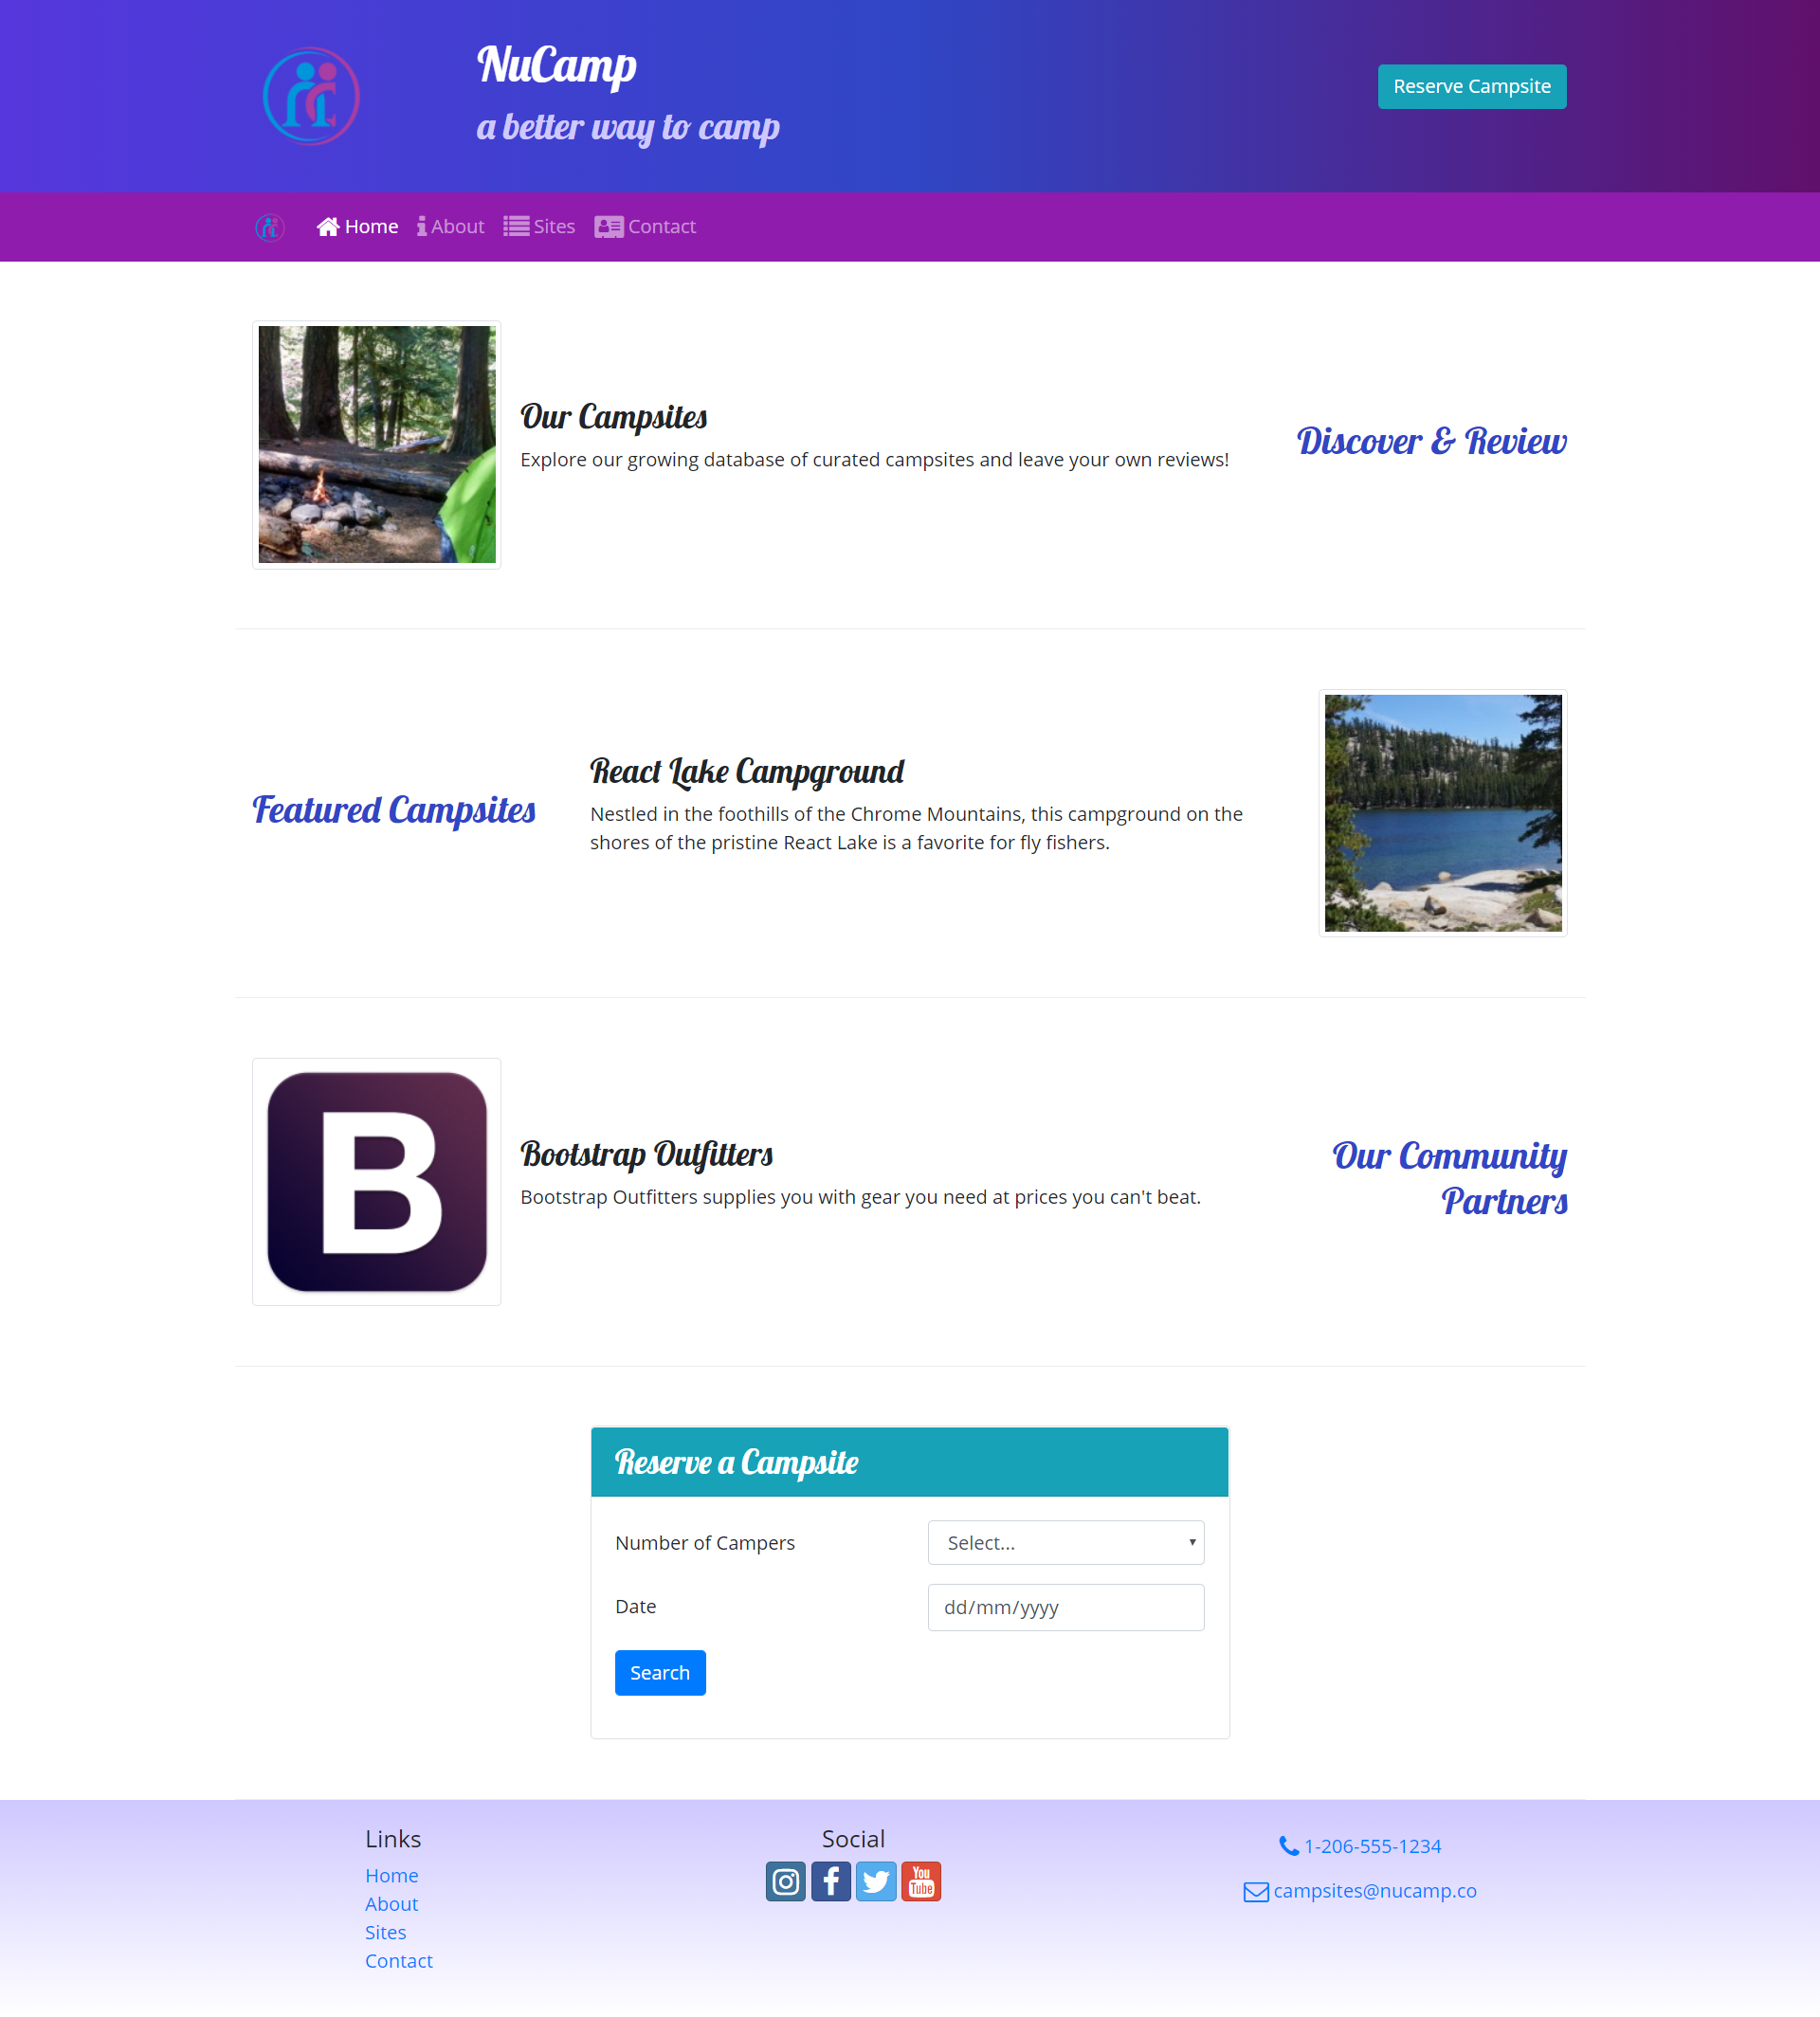 NuCamp
a better way to camp
Reserve Campsite
Home About Sites Contact
Our Campsites
Explore our growing database of curated campsites and leave your own reviews!
Discover & Review
Featured Campsites
React Lake Campground
Nestled in the foothills of the Chrome Mountains, this campground on the
shores of the pristine React Lake is a favorite for fly fishers.
B
Bootstrap Outfitters
Bootstrap Outfitters supplies you with gear you need at prices you can't beat.
Our Community
Partners
Reserve a Campsite
Number of Campers
Select...
Date
dd/mm/yyyy
Search
Links
Home
About
Sites
Contact
Social
You
Tube
1-206-555-1234
campsites@nucamp.co